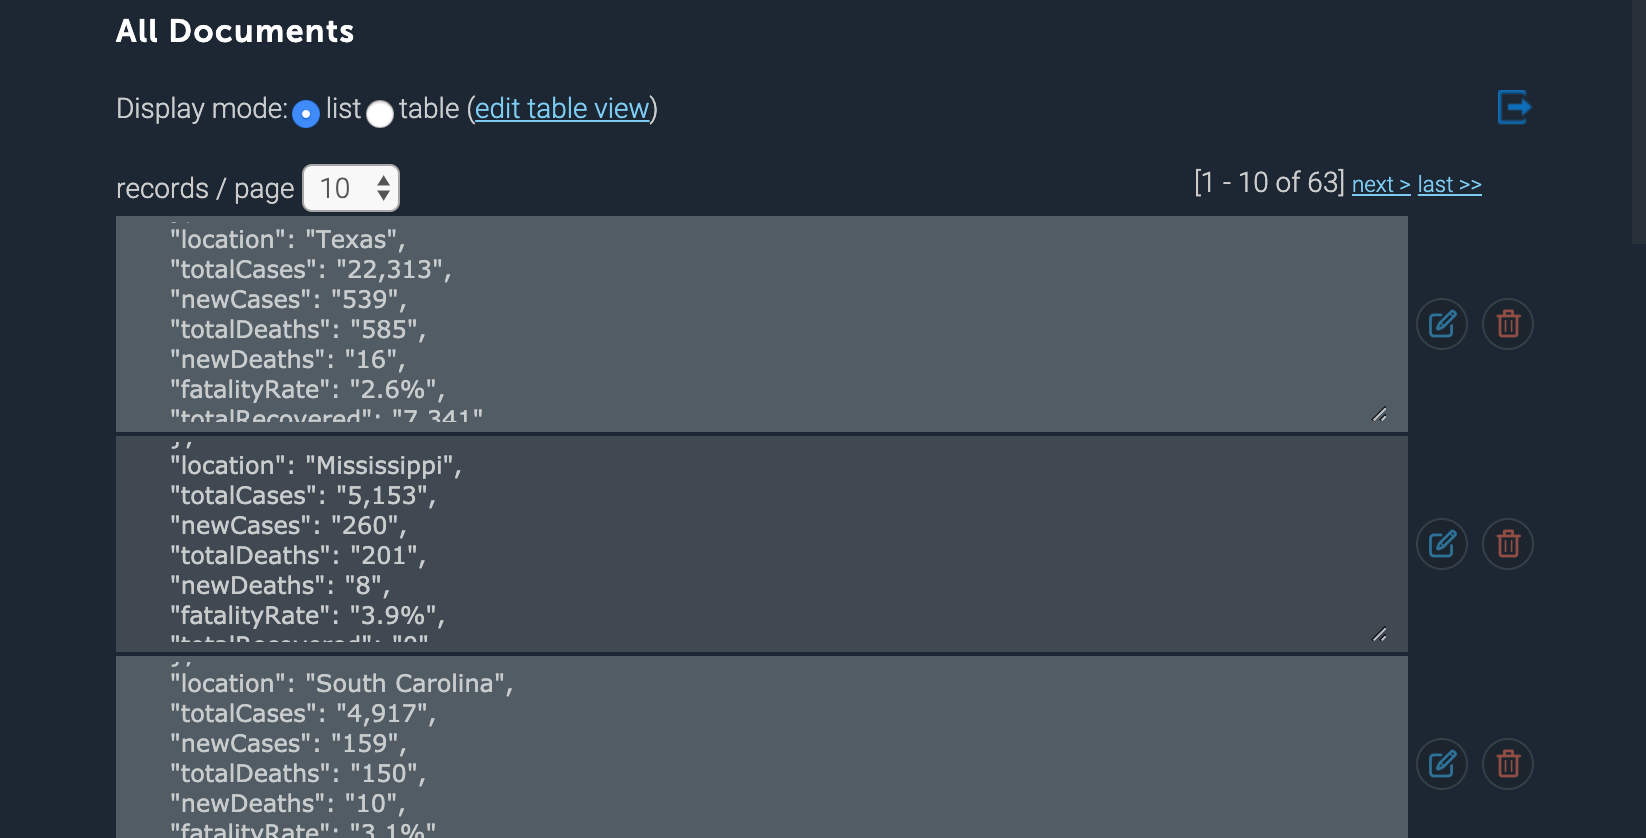 All Documents
Display mode: list table (edit table view)
records / page 10 [1 - 10 of 63] next > last >>
"location": "Texas",
"totalCases": "22,313",
"newCases": "539",
"totalDeaths": "585",
"newDeaths": "16",
"fatalityRate": "2.6%",
"totalRecovered": "7,341"
},
"location": "Mississippi",
"totalCases": "5,153",
"newCases": "260",
"totalDeaths": "201",
"newDeaths": "8",
"fatalityRate": "3.9%",
"totalRecovered": "0"
},
"location": "South Carolina",
"totalCases": "4,917",
"newCases": "159",
"totalDeaths": "150",
"newDeaths": "10",
"fatalityRate": "3.1%"